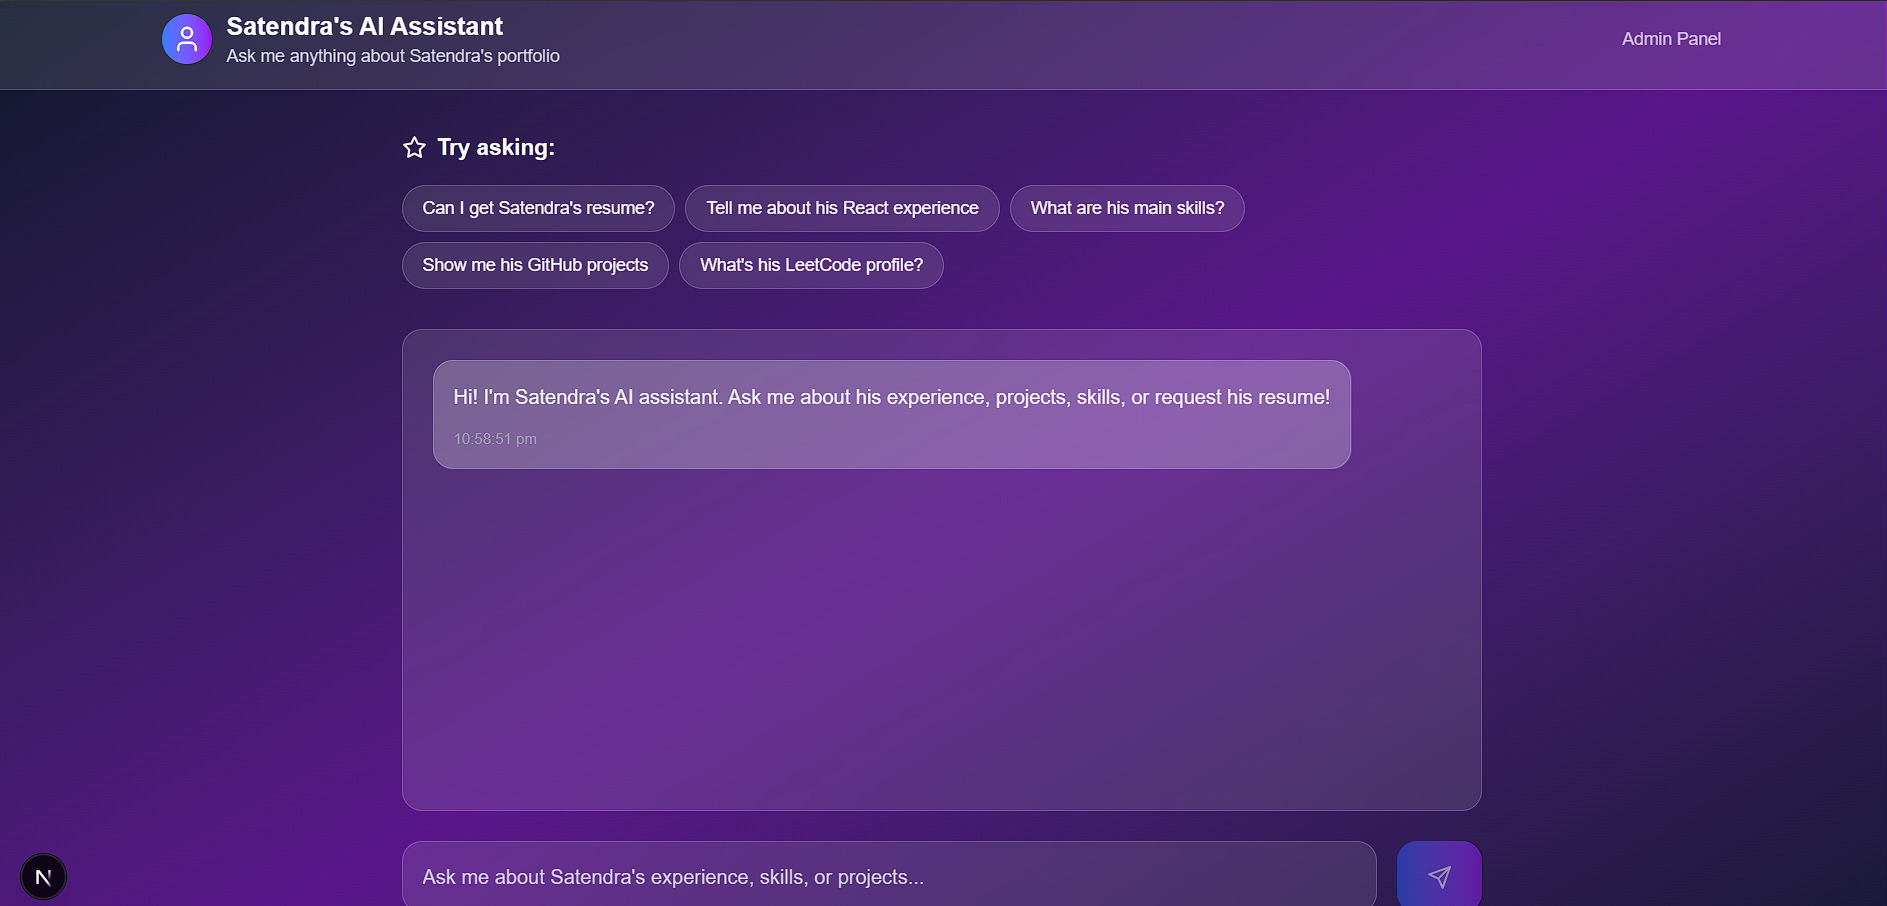 Satendra's AI Assistant
Ask me anything about Satendra's portfolio
Admin Panel
Try asking:
Can I get Satendra's resume?
Tell me about his React experience
What are his main skills?
Show me his GitHub projects
What's his LeetCode profile?
Hi! I'm Satendra's AI assistant. Ask me about his experience, projects, skills, or request his resume!
10:58:51 pm
Ask me about Satendra's experience, skills, or projects...
N